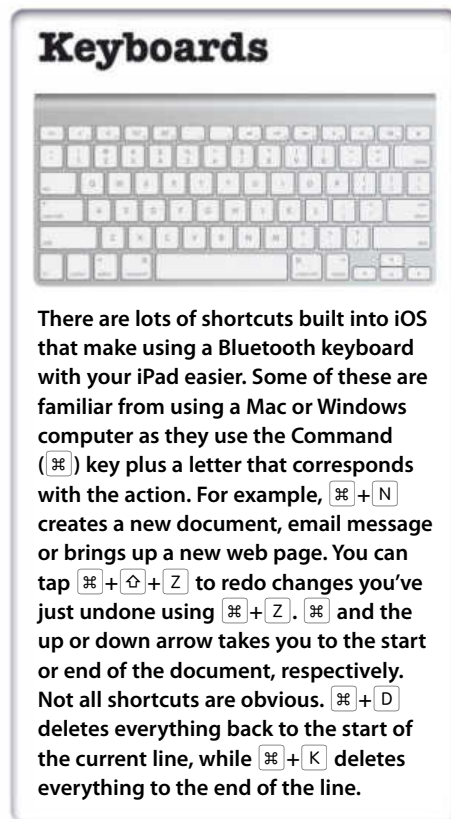 Keyboards
There are lots of shortcuts built into iOS
that make using a Bluetooth keyboard
with your iPad easier. Some of these are
familiar from using a Mac or Windows
computer as they use the Command
(⌘) key plus a letter that corresponds
with the action. For example, ⌘+N
creates a new document, email message
or brings up a new web page. You can
tap ⌘+⇧+Z to redo changes you’ve
just undone using ⌘+Z. ⌘ and the
up or down arrow takes you to the start
or end of the document, respectively.
Not all shortcuts are obvious. ⌘+D
deletes everything back to the start of
the current line, while ⌘+K deletes
everything to the end of the line.